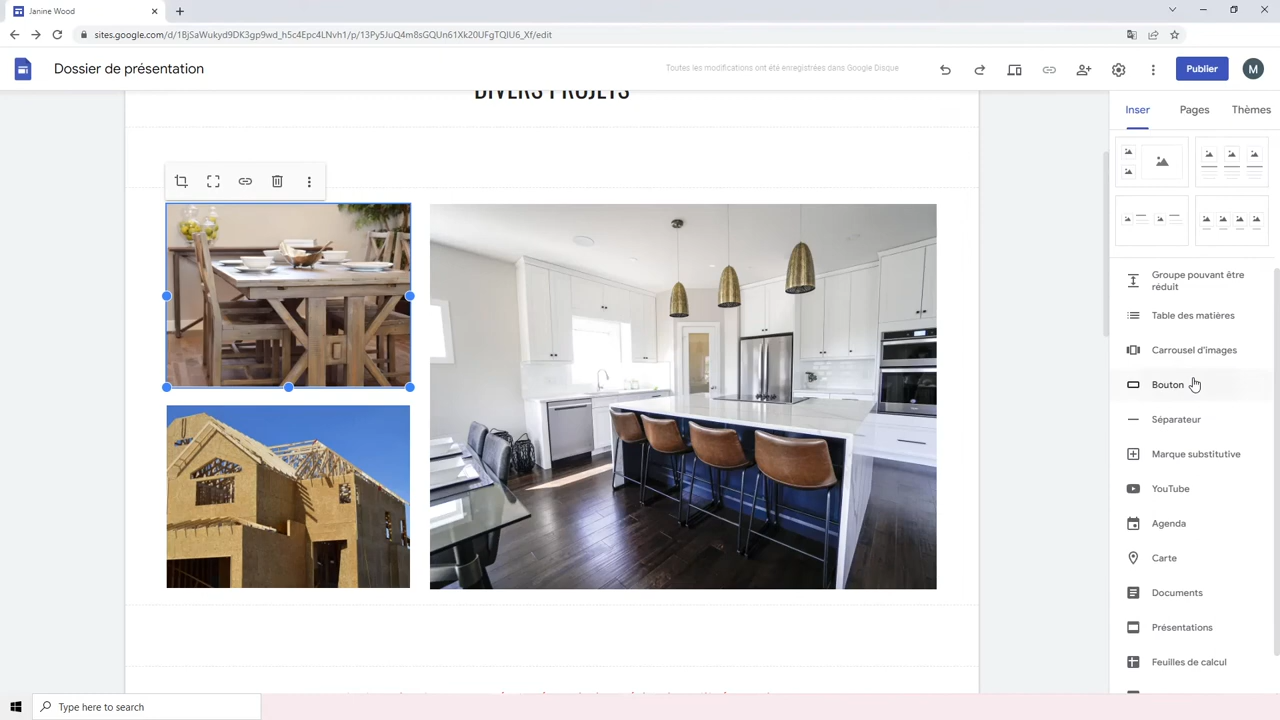 Janine Wood
sites.google.com/d/1BjSaWukyd9DK3gp9wd_h5c4Epc4LNvh1/p/13Py5JuQ4m8sGQUn61Xk20UFgTQIU6_Xf/edit
Dossier de présentation
Toutes les modifications ont été enregistrées dans Google Disque
Publier
M
DIVERS PROJETS
Inser
Pages
Thèmes
Groupe pouvant être
réduit
Table des matières
Carrousel d'images
Bouton
Séparateur
Marque substitutive
YouTube
Agenda
Carte
Documents
Présentations
Feuilles de calcul
Type here to search